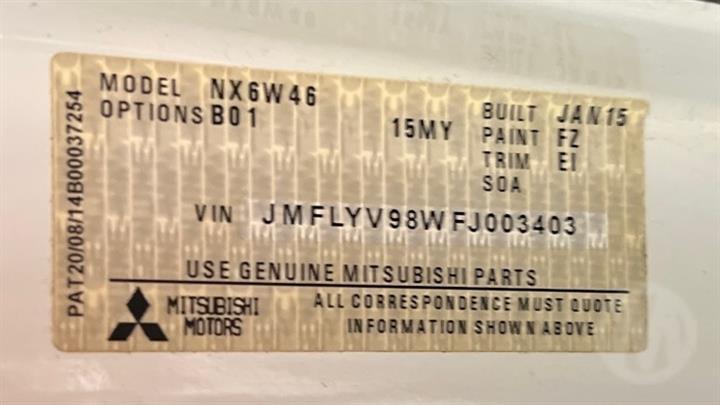 PAT20/08/14B00037254
MODEL NX6W46
OPTIONS B01
15MY
BUILT JAN15
PAINT FZ
TRIM EI
SOA
VIN JMFLYV98WFJ003403
USE GENUINE MITSUBISHI PARTS
MITSUBISHI
MOTORS
ALL CORRESPONDENCE MUST QUOTE
INFORMATION SHOWN ABOVE